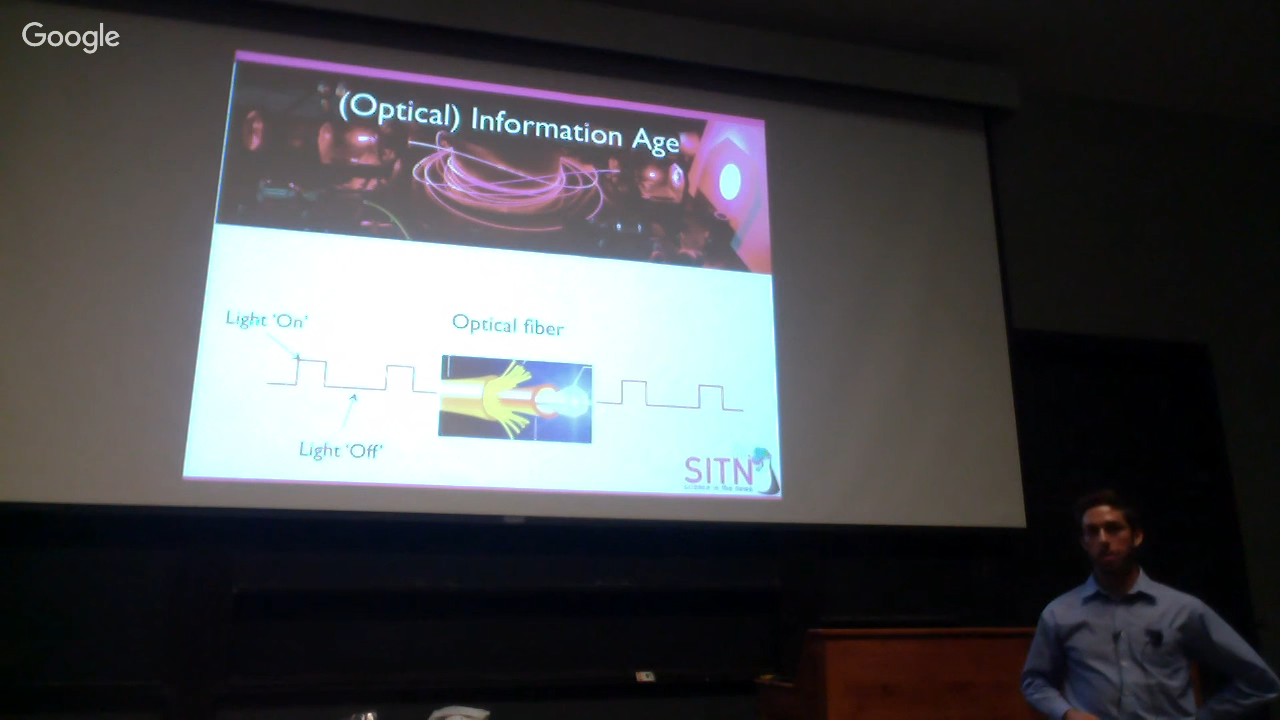 Google
(Optical) Information Age
Light 'On'
Optical fiber
Light 'Off'
SITN